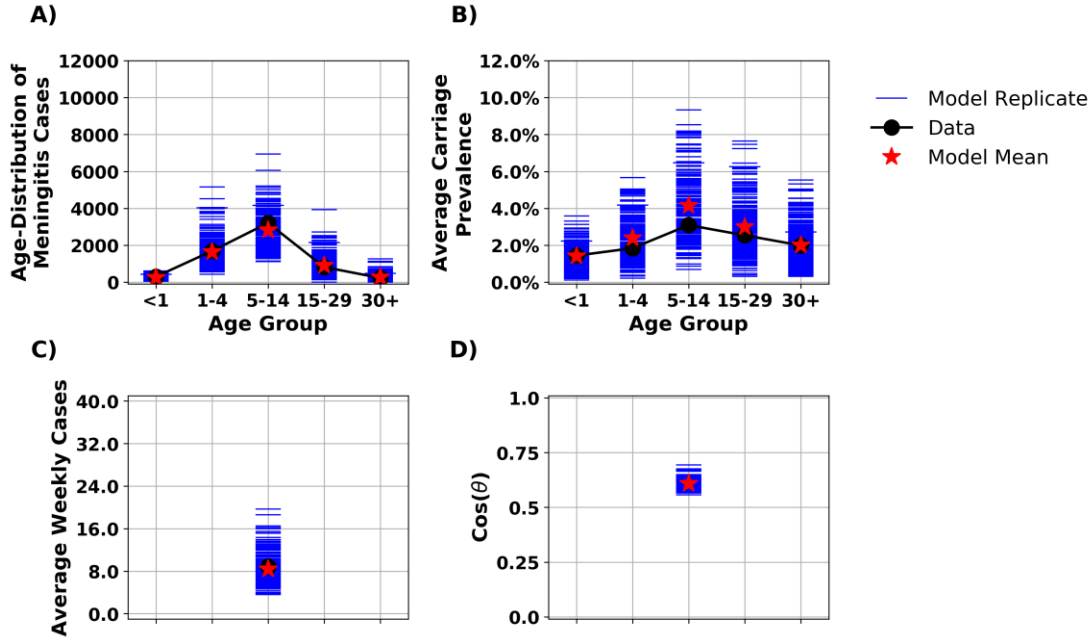 A)
Age-Distribution of
Meningitis Cases
12000
10000
8000
6000
4000
2000
0
<1 1-4 5-14 15-29 30+
Age Group
B)
Average Carriage
Prevalence
12.0%
10.0%
8.0%
6.0%
4.0%
2.0%
0.0%
<1 1-4 5-14 15-29 30+
Age Group
Model Replicate
Data
Model Mean
C)
Average Weekly Cases
40.0
32.0
24.0
16.0
8.0
0.0
D)
Cos(θ)
1.0
0.75
0.5
0.25
0.0